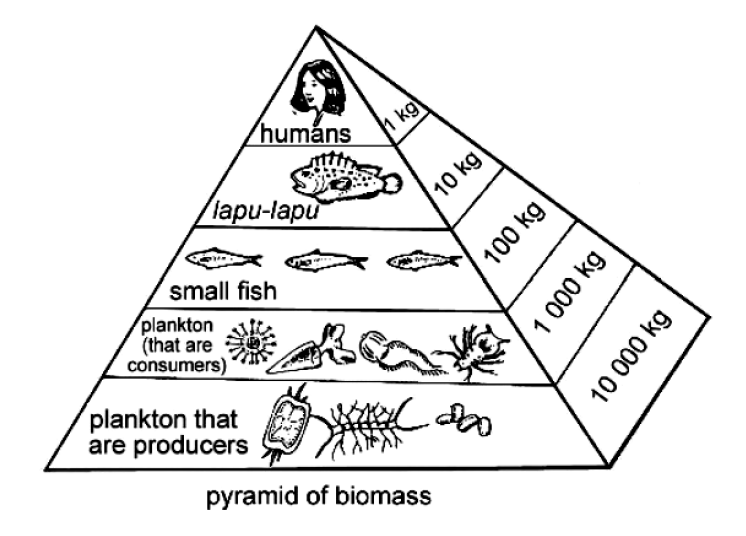 humans
1 kg
lapu-lapu
10 kg
small fish
100 kg
plankton
(that are
consumers)
1 000 kg
plankton that
are producers
10 000 kg
pyramid of biomass